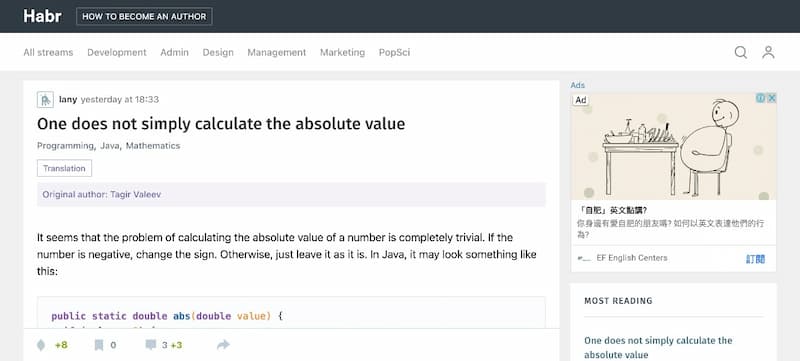 Habr
HOW TO BECOME AN AUTHOR
All streams Development Admin Design Management Marketing PopSci
lany yesterday at 18:33
One does not simply calculate the absolute value
Programming, Java, Mathematics
Translation
Original author: Tagir Valeev
It seems that the problem of calculating the absolute value of a number is completely trivial. If the
number is negative, change the sign. Otherwise, just leave it as it is. In Java, it may look something like
this:
public static double abs(double value) {
+8 0 3 +3
Ads
Ad
「自肥」英文點講?
你身邊有愛自肥的朋友嗎? 如何以英文表達他們的行
為?
EF English Centers 訂閱
MOST READING
One does not simply calculate the
absolute value